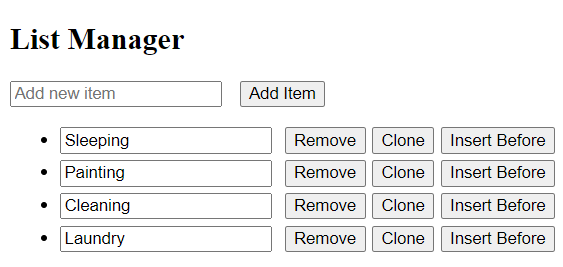 List Manager
Add new item Add Item
Sleeping Remove Clone Insert Before
Painting Remove Clone Insert Before
Cleaning Remove Clone Insert Before
Laundry Remove Clone Insert Before